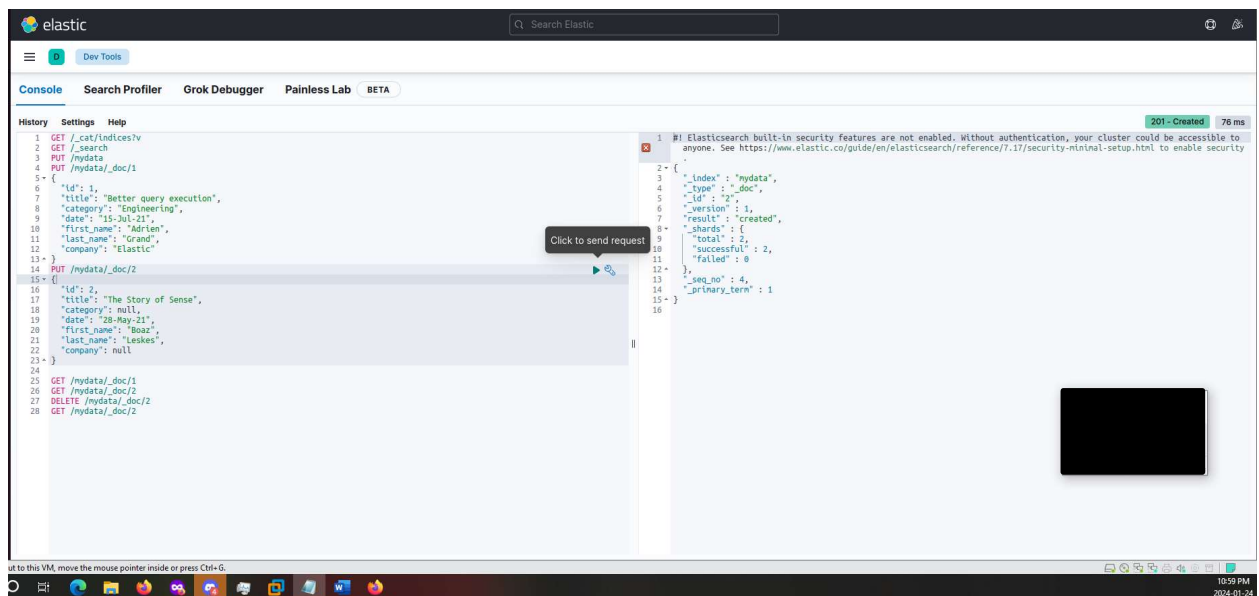 elastic
Search Elastic
D
Dev Tools
Console Search Profiler Grok Debugger Painless Lab BETA
History Settings Help
201 - Created 76 ms
1 GET /_cat/indices?v
2 GET /_search
3 PUT /mydata
4 PUT /mydata/_doc/1
5 {
6 "id": 1,
7 "title": "Better query execution",
8 "category": "Engineering",
9 "date": "15-Jul-21",
10 "first_name": "Adrien",
11 "last_name": "Grand",
12 "company": "Elastic"
13 }
14 PUT /mydata/_doc/2
15 {
16 "id": 2,
17 "title": "The Story of Sense",
18 "category": null,
19 "date": "28-May-21",
20 "first_name": "Boaz",
21 "last_name": "Leskes",
22 "company": null
23 }
24
25 GET /mydata/_doc/1
26 GET /mydata/_doc/2
27 DELETE /mydata/_doc/2
28 GET /mydata/_doc/2
Click to send request
1 #! Elasticsearch built-in security features are not enabled. Without authentication, your cluster could be accessible to
anyone. See https://www.elastic.co/guide/en/elasticsearch/reference/7.17/security-minimal-setup.html to enable security
.
2 {
3 "_index" : "mydata",
4 "_type" : "_doc",
5 "_id" : "2",
6 "_version" : 1,
7 "result" : "created",
8 "_shards" : {
9 "total" : 2,
10 "successful" : 2,
11 "failed" : 0
12 },
13 "_seq_no" : 4,
14 "_primary_term" : 1
15 }
16
ut to this VM, move the mouse pointer inside or press Ctrl+G.
10:59 PM
2024-01-24